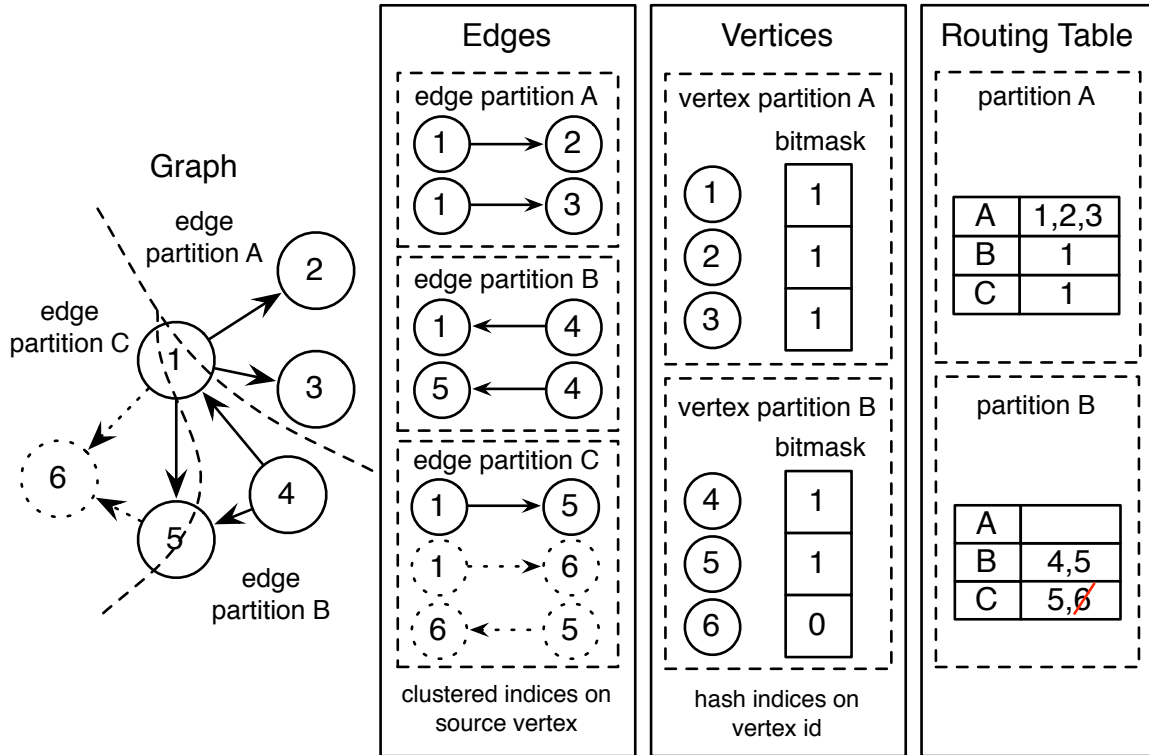 Graph
edge
partition A
edge
partition C
1
2
3
6
4
5
edge
partition B
Edges
edge partition A
1 2
1 3
edge partition B
1 4
5 4
edge partition C
1 5
1 6
6 5
clustered indices on
source vertex
Vertices
vertex partition A
bitmask
1 1
2 1
3 1
vertex partition B
bitmask
4 1
5 1
6 0
hash indices on
vertex id
Routing Table
partition A
A 1,2,3
B 1
C 1
partition B
A
B 4,5
C 5,6